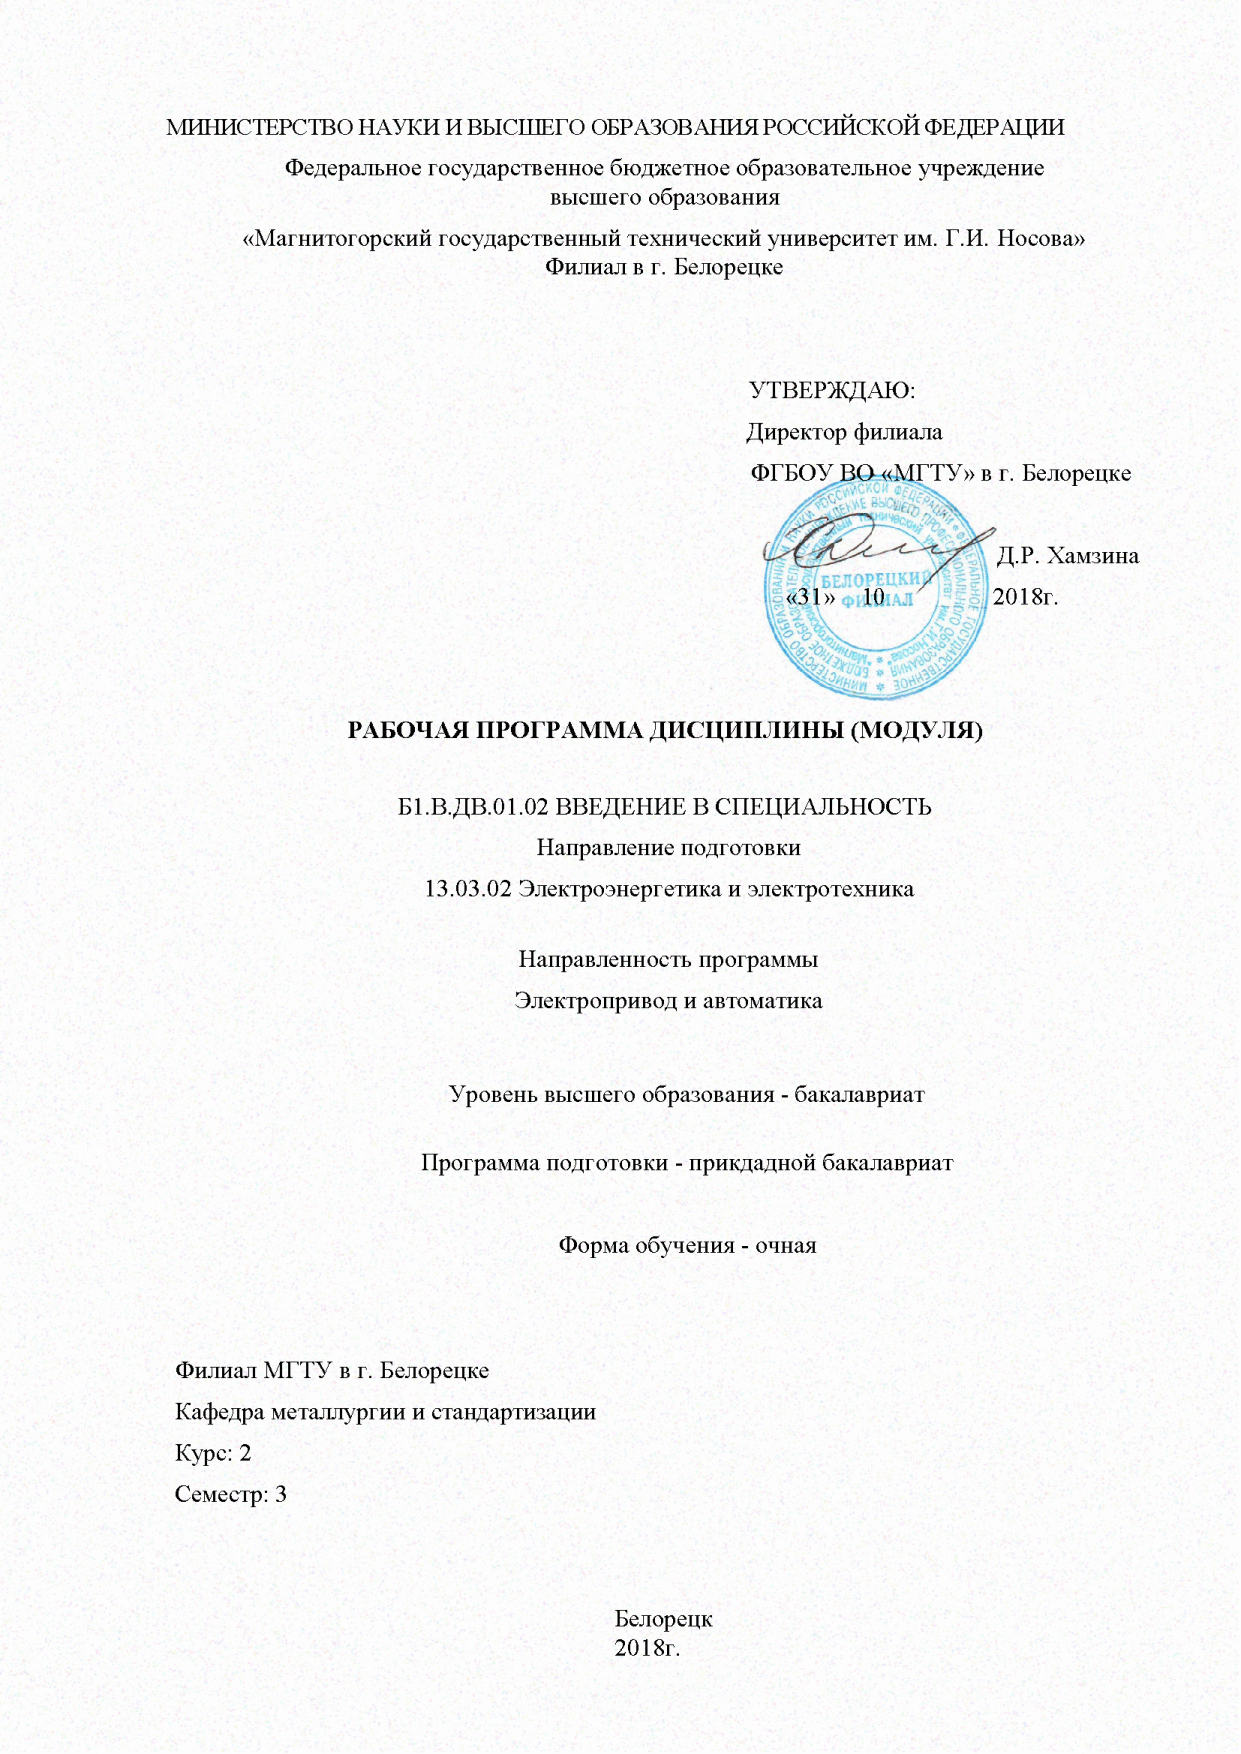 МИНИСТЕРСТВО НАУКИ И ВЫСШЕГО ОБРАЗОВАНИЯ РОССИЙСКОЙ ФЕДЕРАЦИИ
Федеральное государственное бюджетное образовательное учреждение
высшего образования
«Магнитогорский государственный технический университет им. Г.И. Носова»
Филиал в г. Белорецке
УТВЕРЖДАЮ:
Директор филиала
ФГБОУ ВО «МГТУ» в г. Белорецке
Д.Р. Хамзина
БЕЛОРЕЦКИЙ
ФИЛИАЛ
«31» 10 2018г.
РАБОЧАЯ ПРОГРАММА ДИСЦИПЛИНЫ (МОДУЛЯ)
Б1.В.ДВ.01.02 ВВЕДЕНИЕ В СПЕЦИАЛЬНОСТЬ
Направление подготовки
13.03.02 Электроэнергетика и электротехника
Направленность программы
Электропривод и автоматика
Уровень высшего образования - бакалавриат
Программа подготовки - прикдадной бакалавриат
Форма обучения - очная
Филиал МГТУ в г. Белорецке
Кафедра металлургии и стандартизации
Курс: 2
Семестр: 3
Белорецк
2018г.